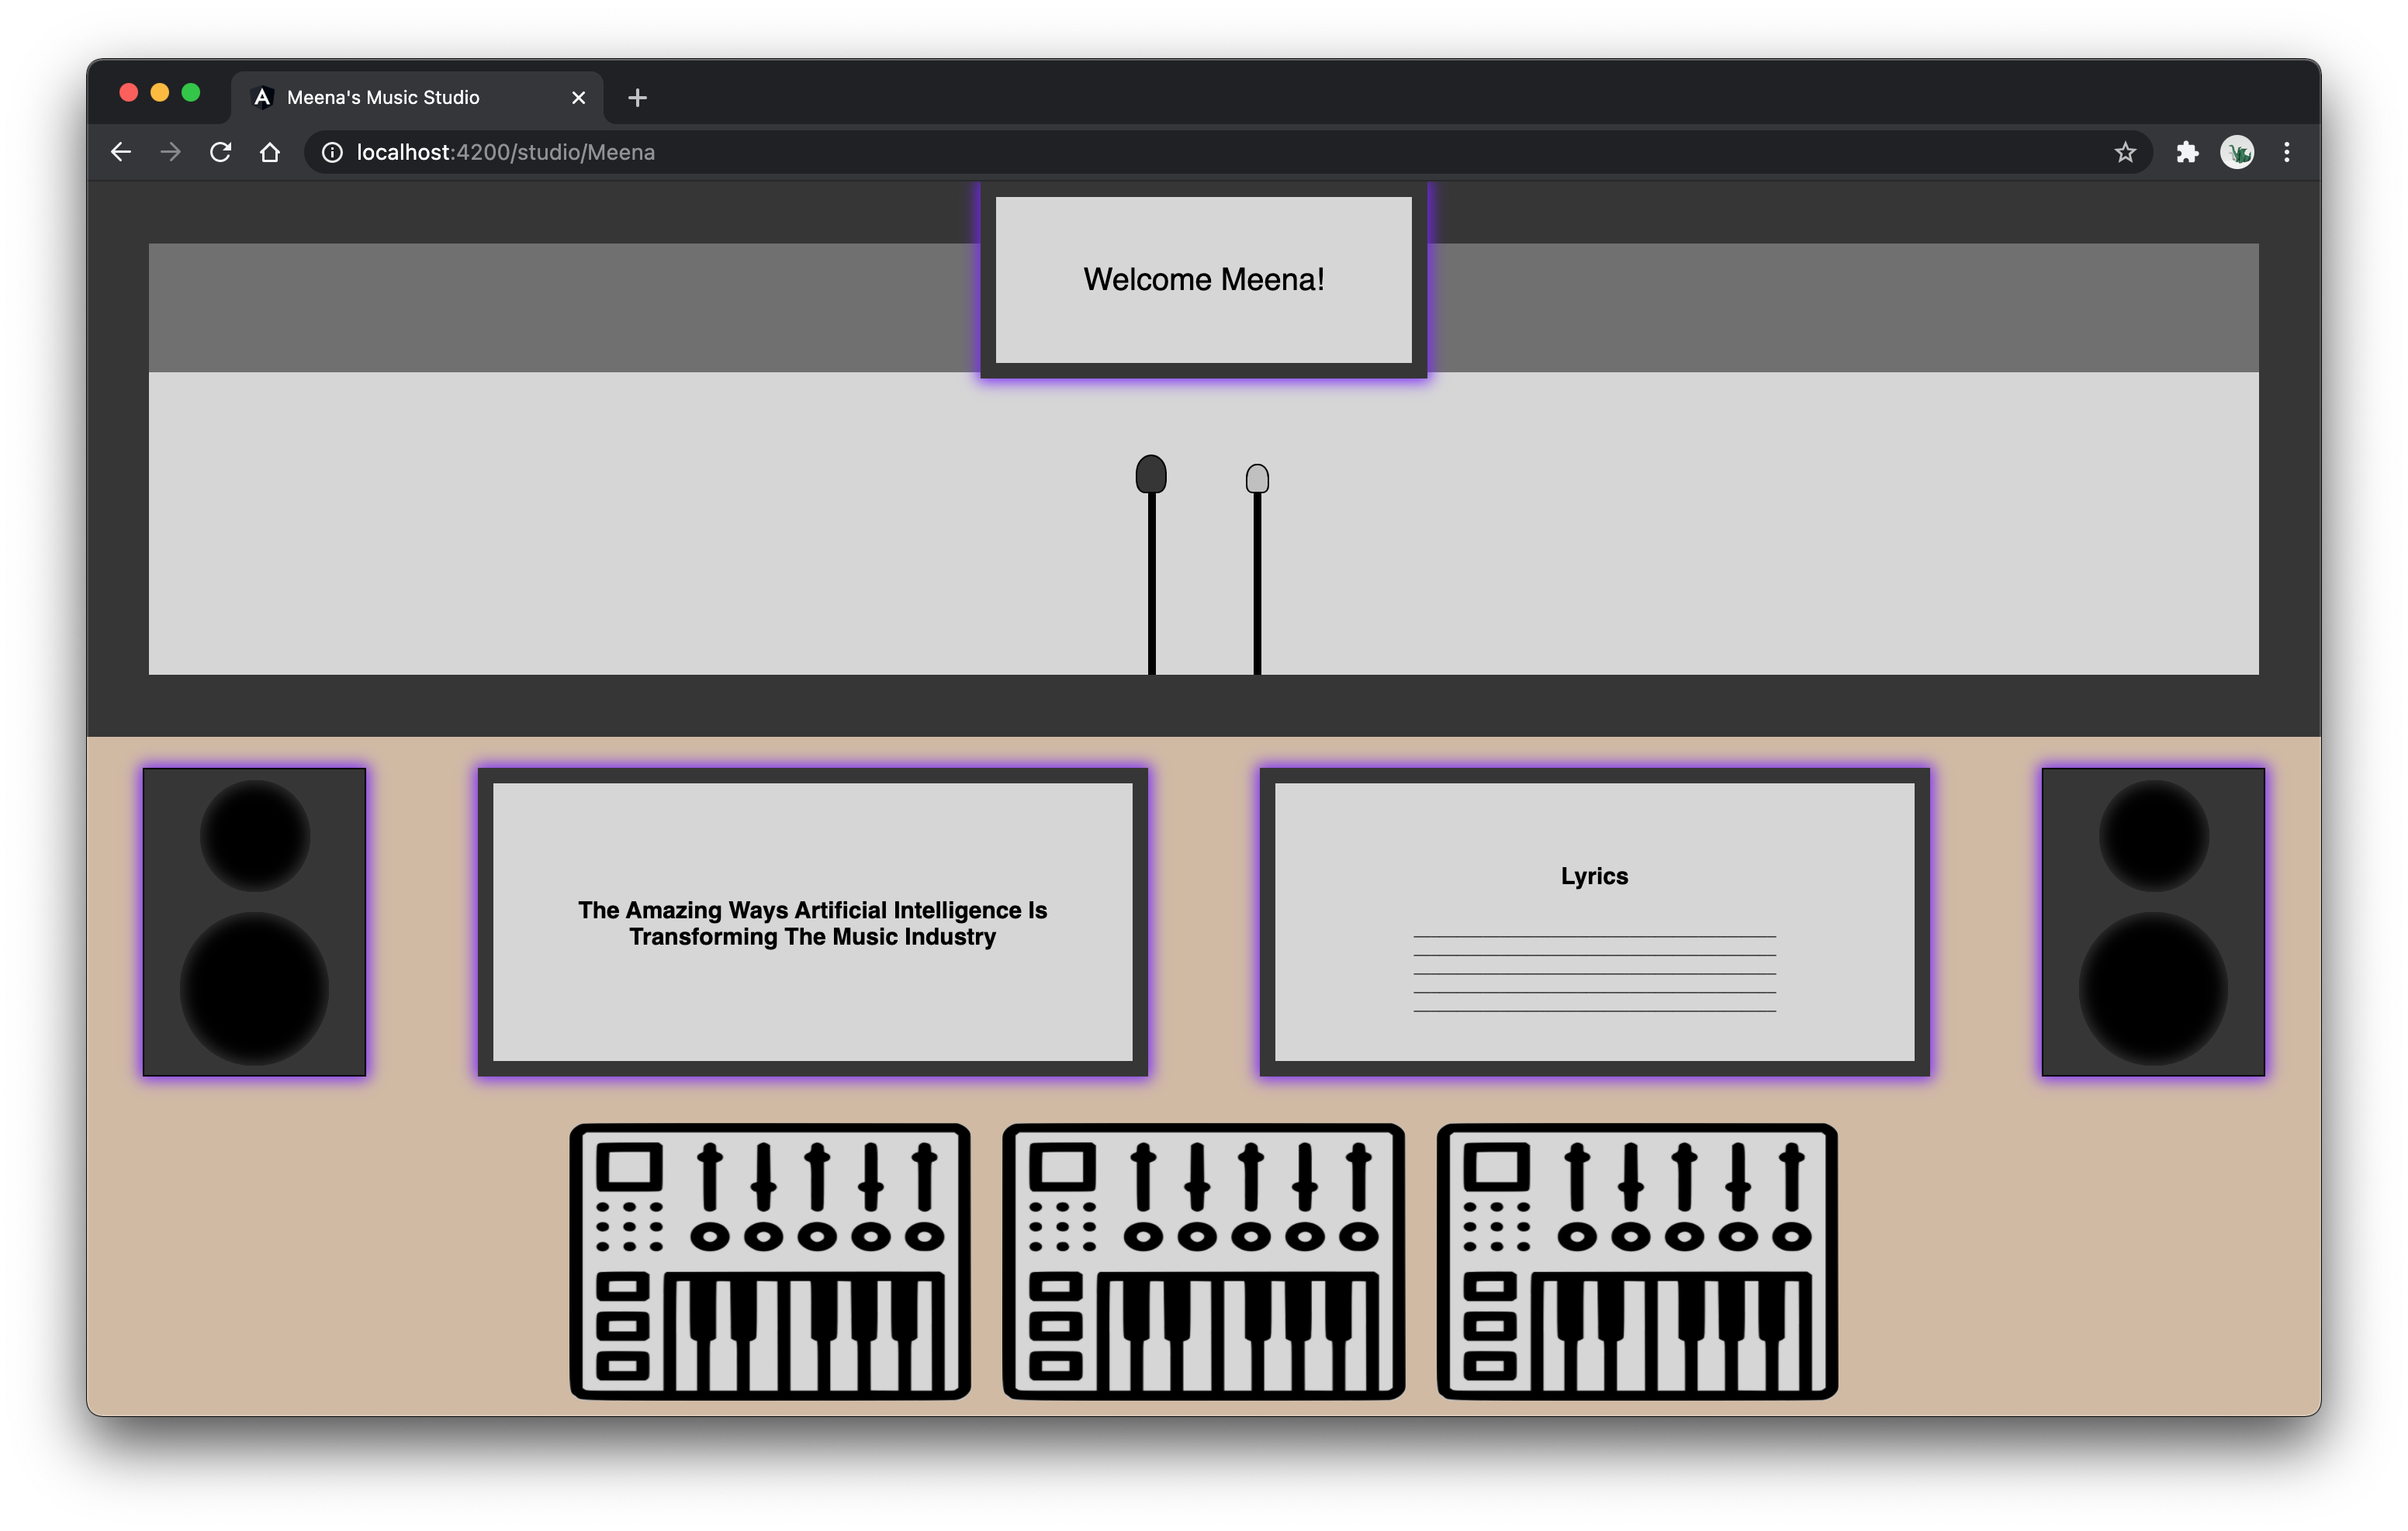 Meena's Music Studio
localhost:4200/studio/Meena
Welcome Meena!
The Amazing Ways Artificial Intelligence Is
Transforming The Music Industry
Lyrics